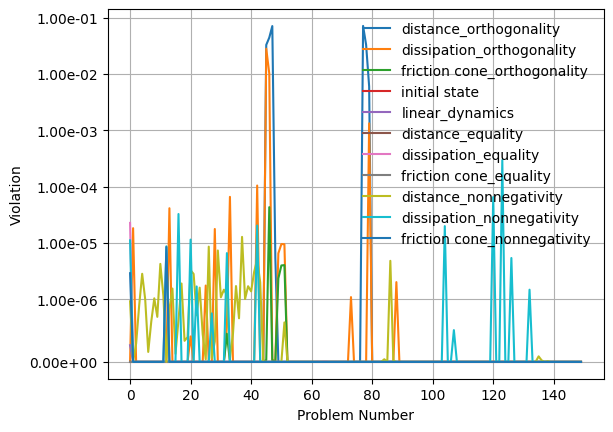 1.00e-01
1.00e-02
1.00e-03
1.00e-04
1.00e-05
1.00e-06
0.00e+00
Violation
distance_orthogonality
dissipation_orthogonality
friction cone_orthogonality
initial state
linear_dynamics
distance_equality
dissipation_equality
friction cone_equality
distance_nonnegativity
dissipation_nonnegativity
friction cone_nonnegativity
0 20 40 60 80 100 120 140
Problem Number